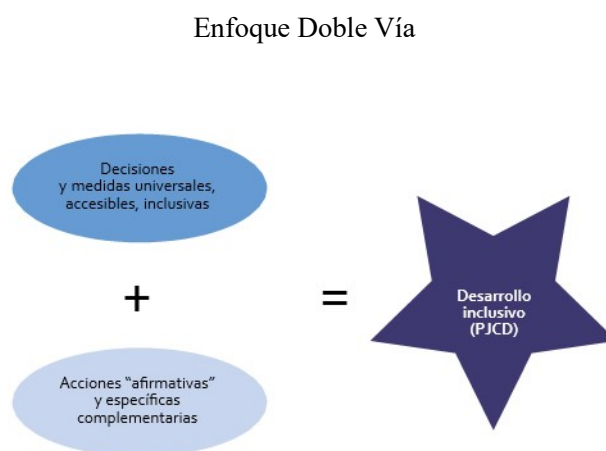 Enfoque Doble Vía
Decisiones
y medidas universales,
accesibles, inclusivas
+
=
Acciones “afirmativas”
y específicas
complementarias
Desarrollo
inclusivo
(PJCD)